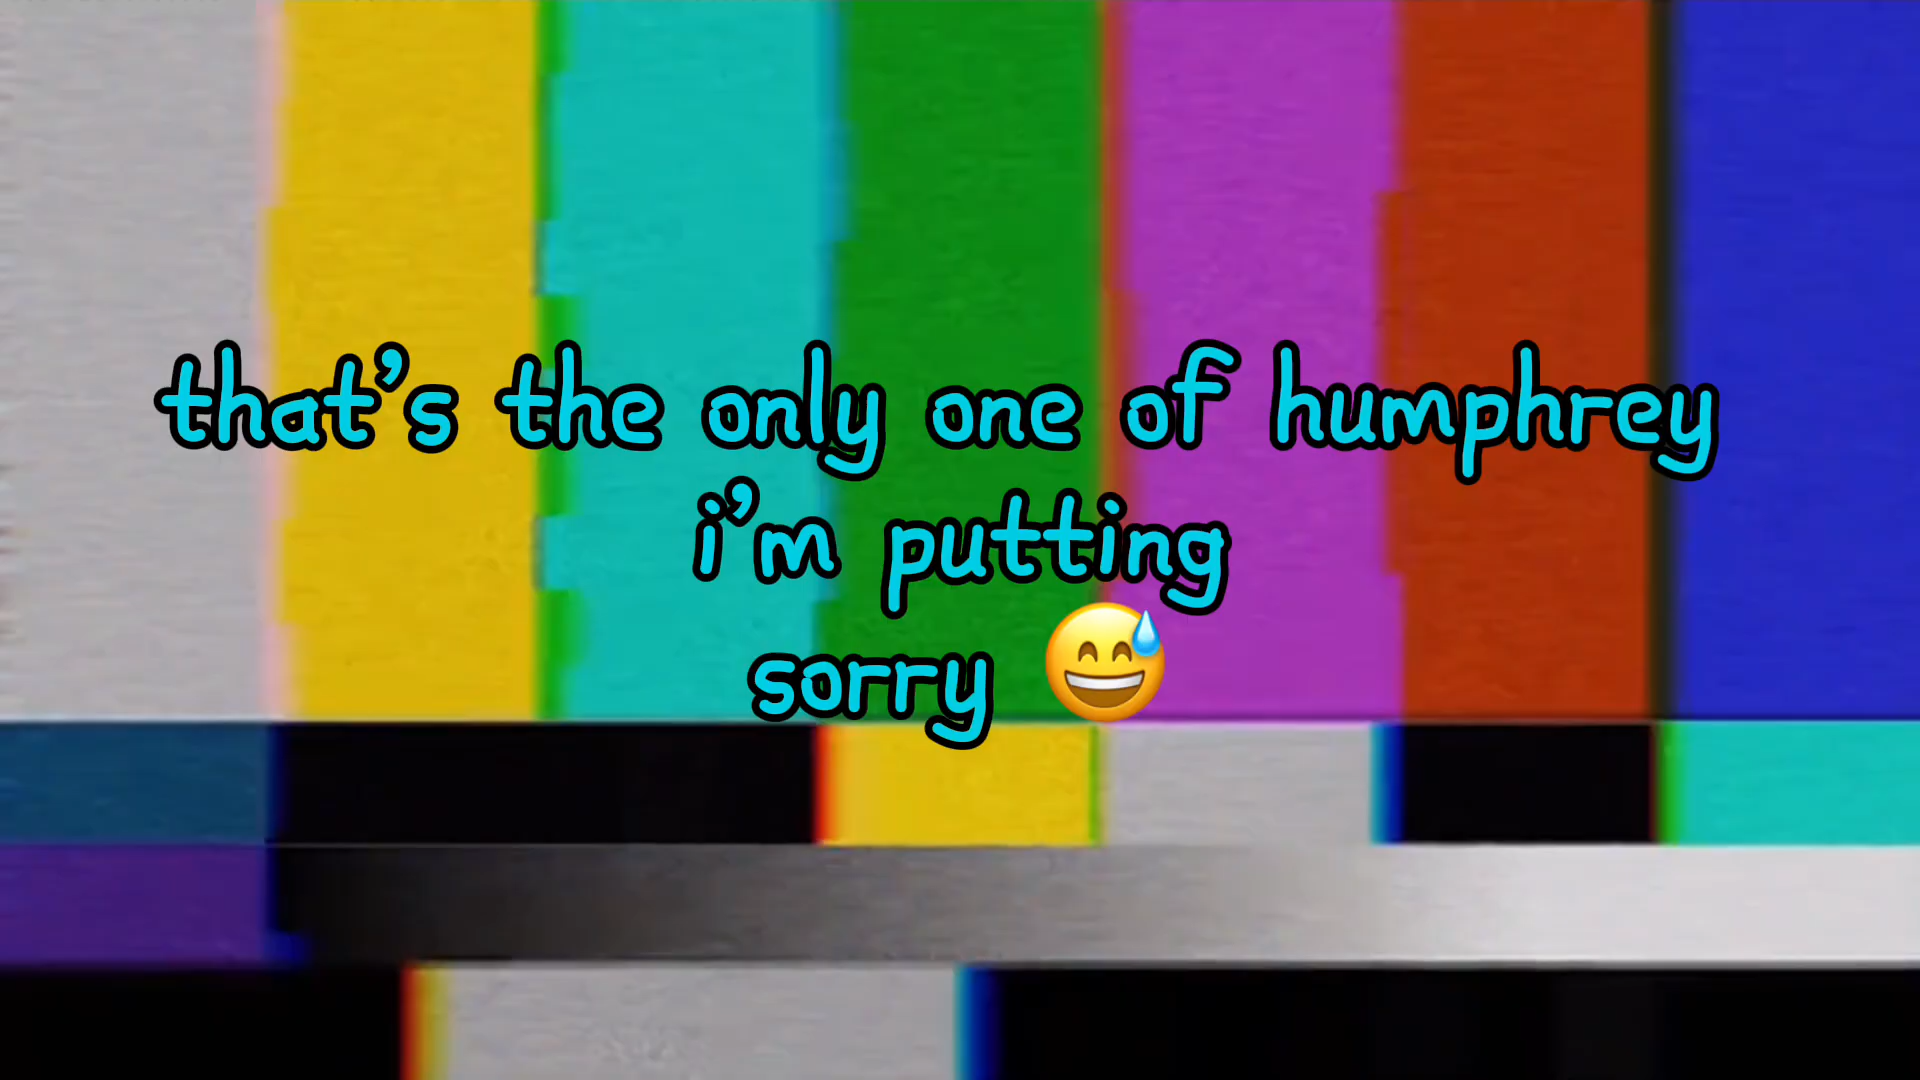 that's the only one of humphrey
i'm putting
sorry 😅